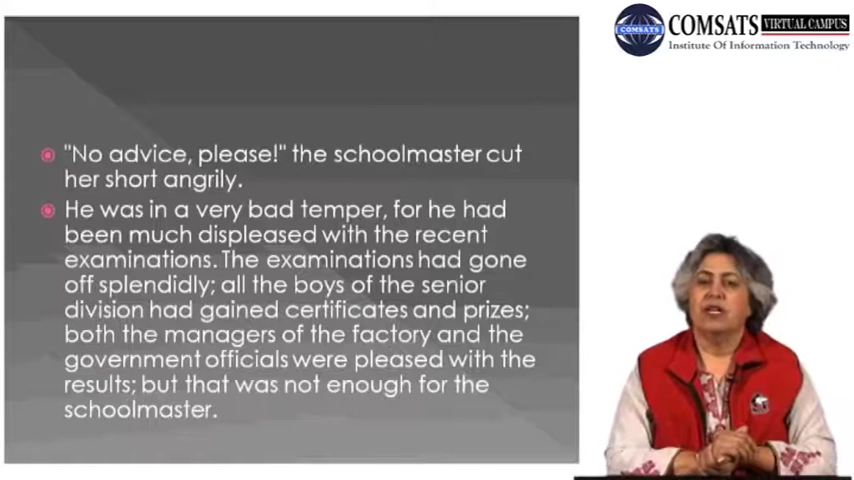 COMSATS VIRTUAL CAMPUS
COMSATS
Institute Of Information Technology
"No advice, please!" the schoolmaster cut
her short angrily.
He was in a very bad temper, for he had
been much displeased with the recent
examinations. The examinations had gone
off splendidly; all the boys of the senior
division had gained certificates and prizes;
both the managers of the factory and the
government officials were pleased with the
results; but that was not enough for the
schoolmaster.